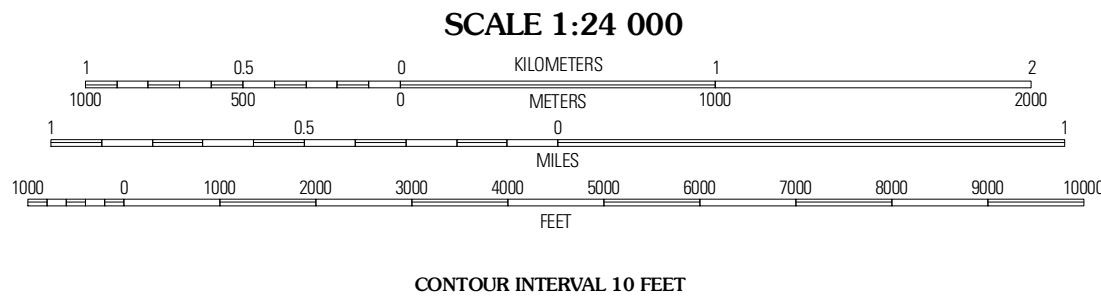 SCALE 1:24 000
1 0.5 0 KILOMETERS 1 2
1000 500 0 METERS 1000 2000
1 0.5 0 1
MILES
1000 0 1000 2000 3000 4000 5000 6000 7000 8000 9000 10000
FEET
CONTOUR INTERVAL 10 FEET